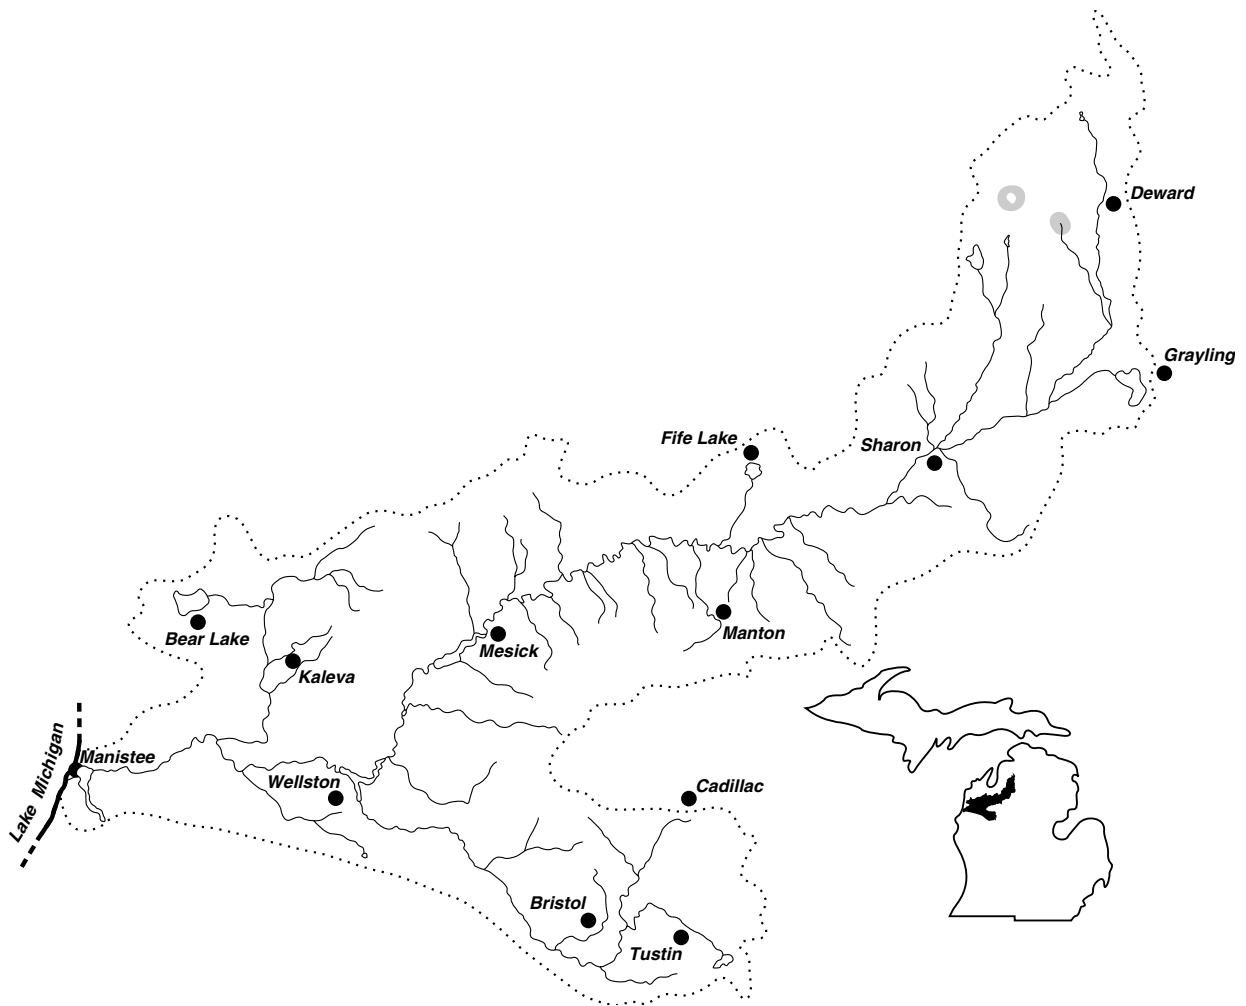 Deward
Grayling
Fife Lake
Sharon
Bear Lake
Manton
Mesick
Kaleva
Lake Michigan
Manistee
Wellston
Cadillac
Bristol
Tustin